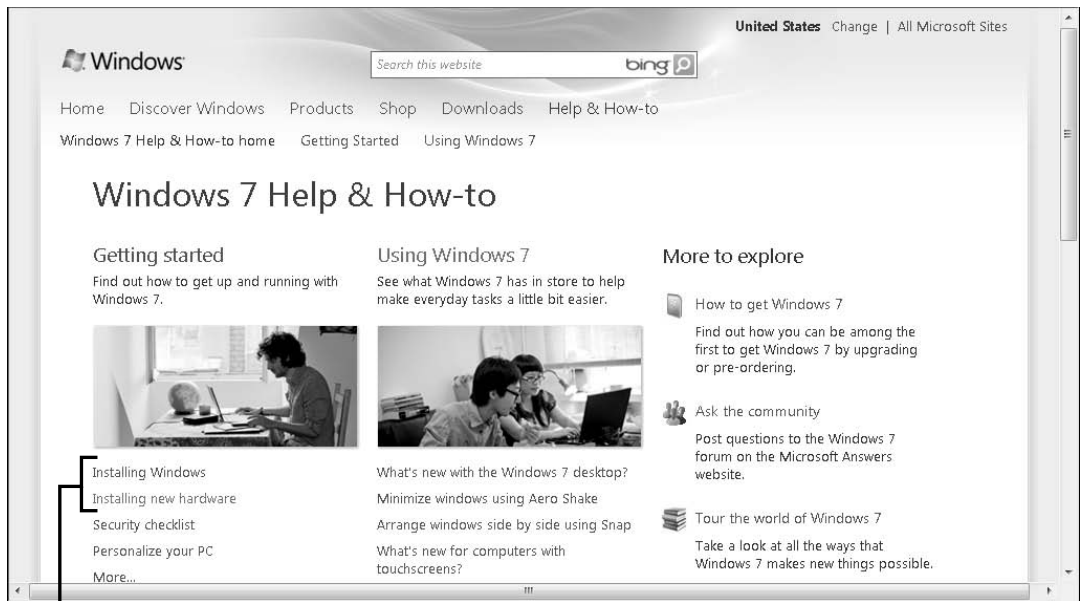 United States Change | All Microsoft Sites
Windows
Search this website bing
Home Discover Windows Products Shop Downloads Help & How-to
Windows 7 Help & How-to home Getting Started Using Windows 7
Windows 7 Help & How-to
Getting started
Find out how to get up and running with
Windows 7.
Installing Windows
Installing new hardware
Security checklist
Personalize your PC
More...
Using Windows 7
See what Windows 7 has in store to help
make everyday tasks a little bit easier.
What's new with the Windows 7 desktop?
Minimize windows using Aero Shake
Arrange windows side by side using Snap
What's new for computers with
touchscreens?
More to explore
How to get Windows 7
Find out how you can be among the
first to get Windows 7 by upgrading
or pre-ordering.
Ask the community
Post questions to the Windows 7
forum on the Microsoft Answers
website.
Tour the world of Windows 7
Take a look at all the ways that
Windows 7 makes new things possible.